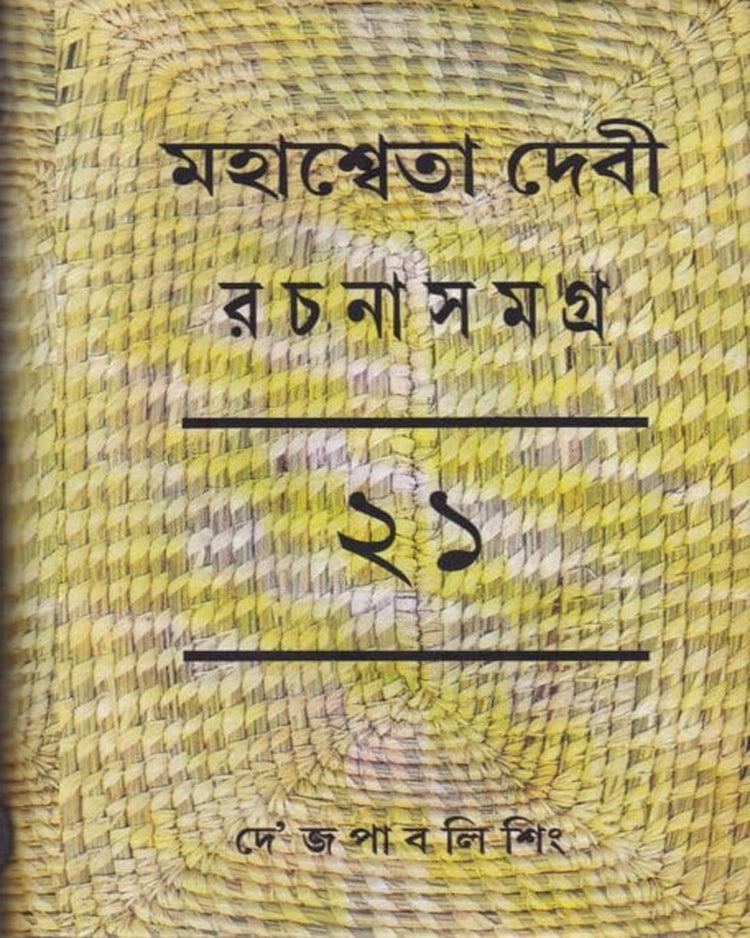 মহাশ্বেতা দেবী
রচনাসমগ্র
২১
দে'জ পাবলিশিং